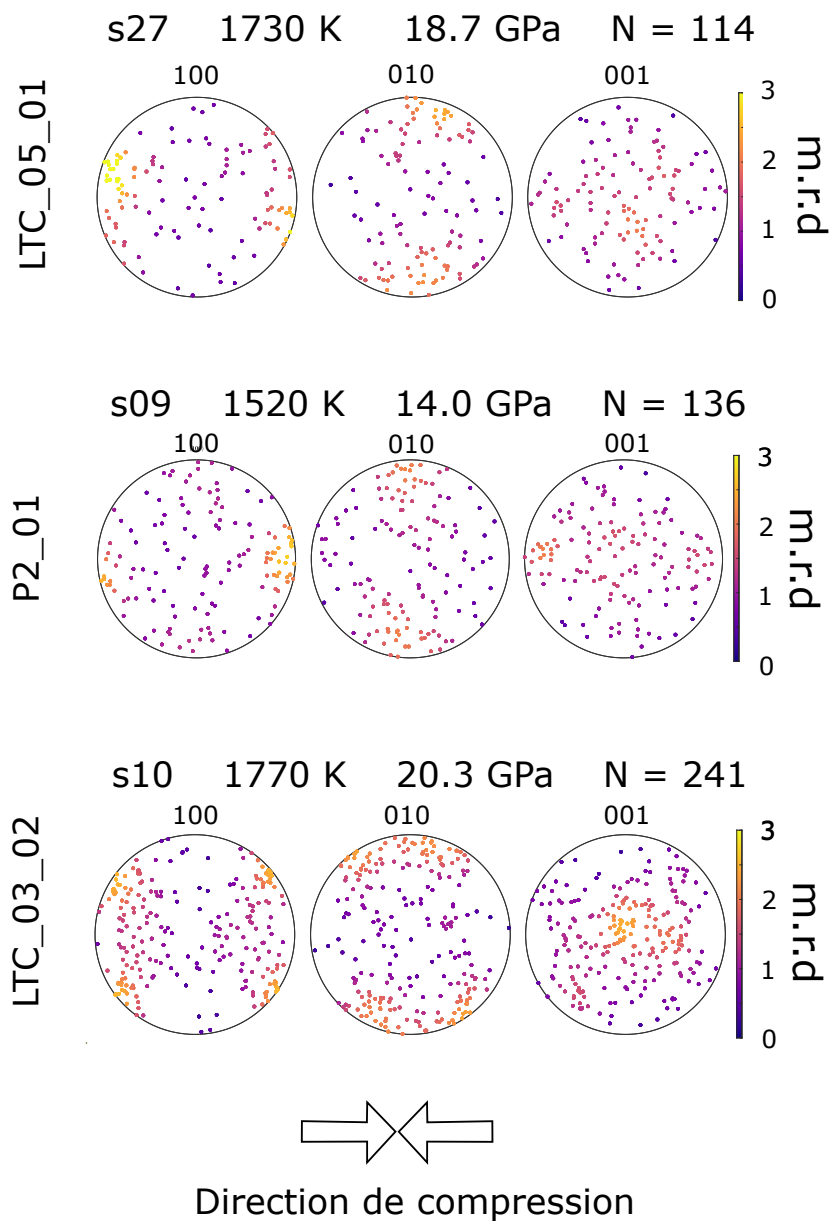 s27 1730 K 18.7 GPa N = 114
LTC_05_01
100 010 001
3
2
1
0
m.r.d
s09 1520 K 14.0 GPa N = 136
P2_01
100 010 001
3
2
1
0
m.r.d
s10 1770 K 20.3 GPa N = 241
LTC_03_02
100 010 001
3
2
1
0
m.r.d
Direction de compression